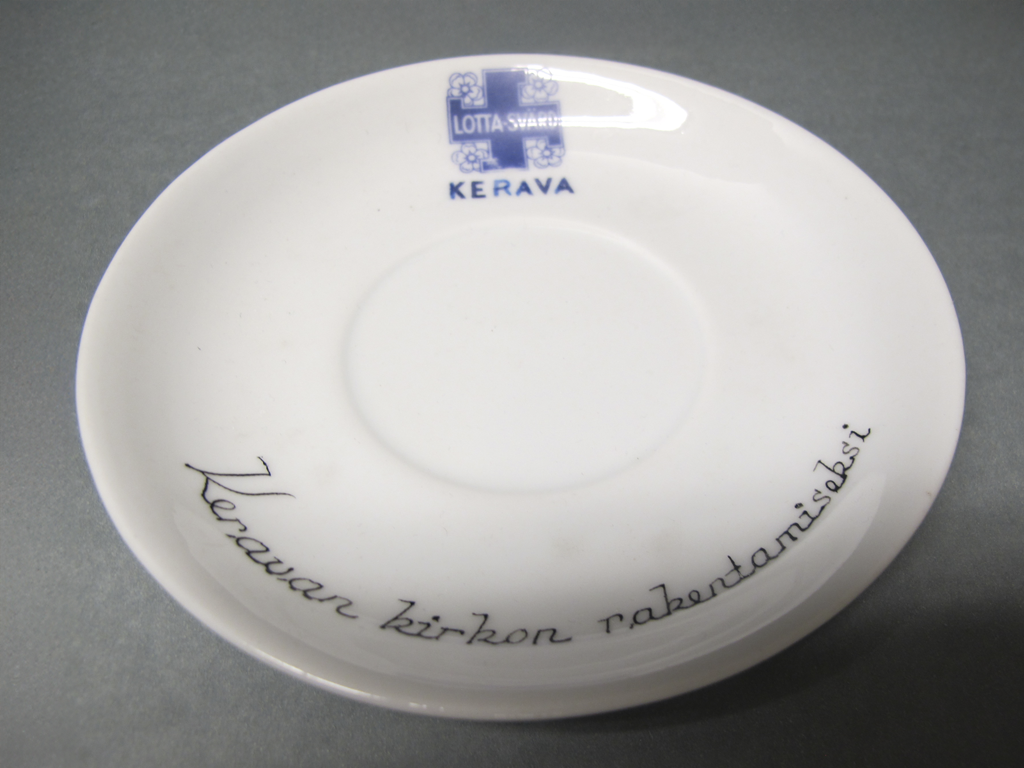 LOTTA-SVÄRD
KERAVA
Keravan kirkon rakentamiseksi